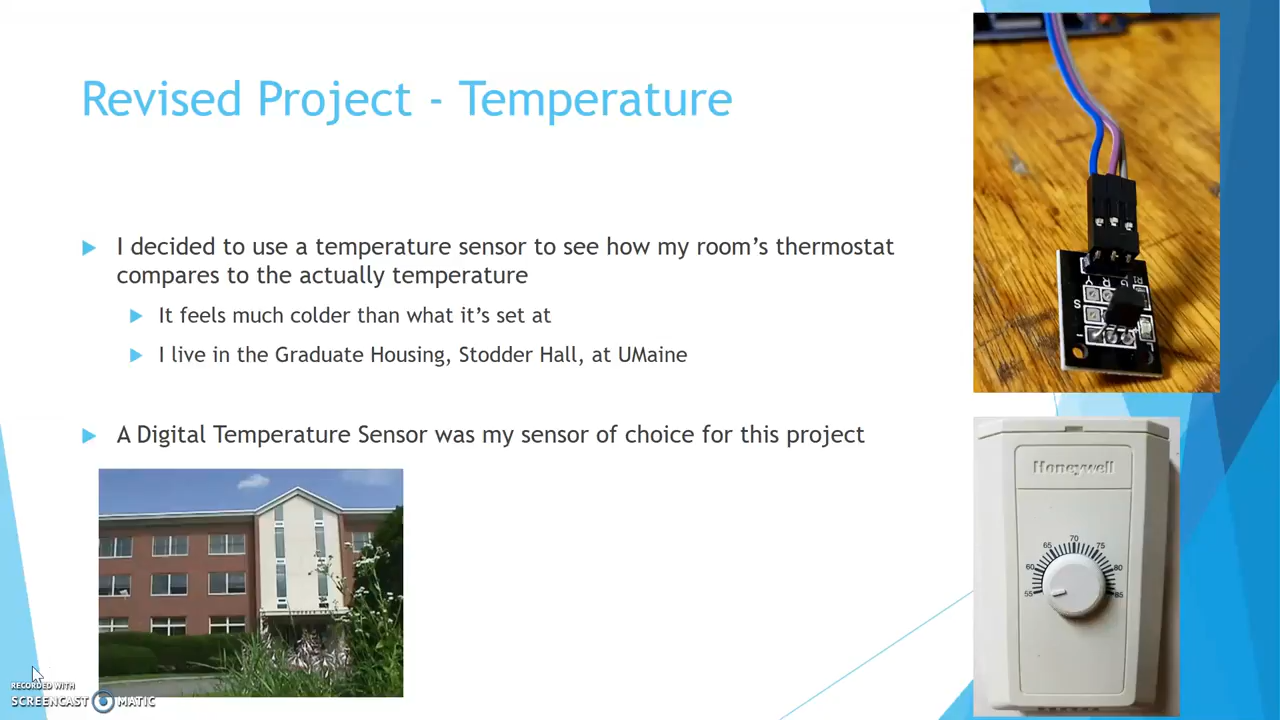 Revised Project - Temperature
I decided to use a temperature sensor to see how my room's thermostat
compares to the actually temperature
It feels much colder than what it's set at
I live in the Graduate Housing, Stodder Hall, at UMaine
A Digital Temperature Sensor was my sensor of choice for this project
R1
Y R G
S
-
Honeywell
70
65 75
60 80
55 85
RECORDED WITH
SCREENCAST MATIC